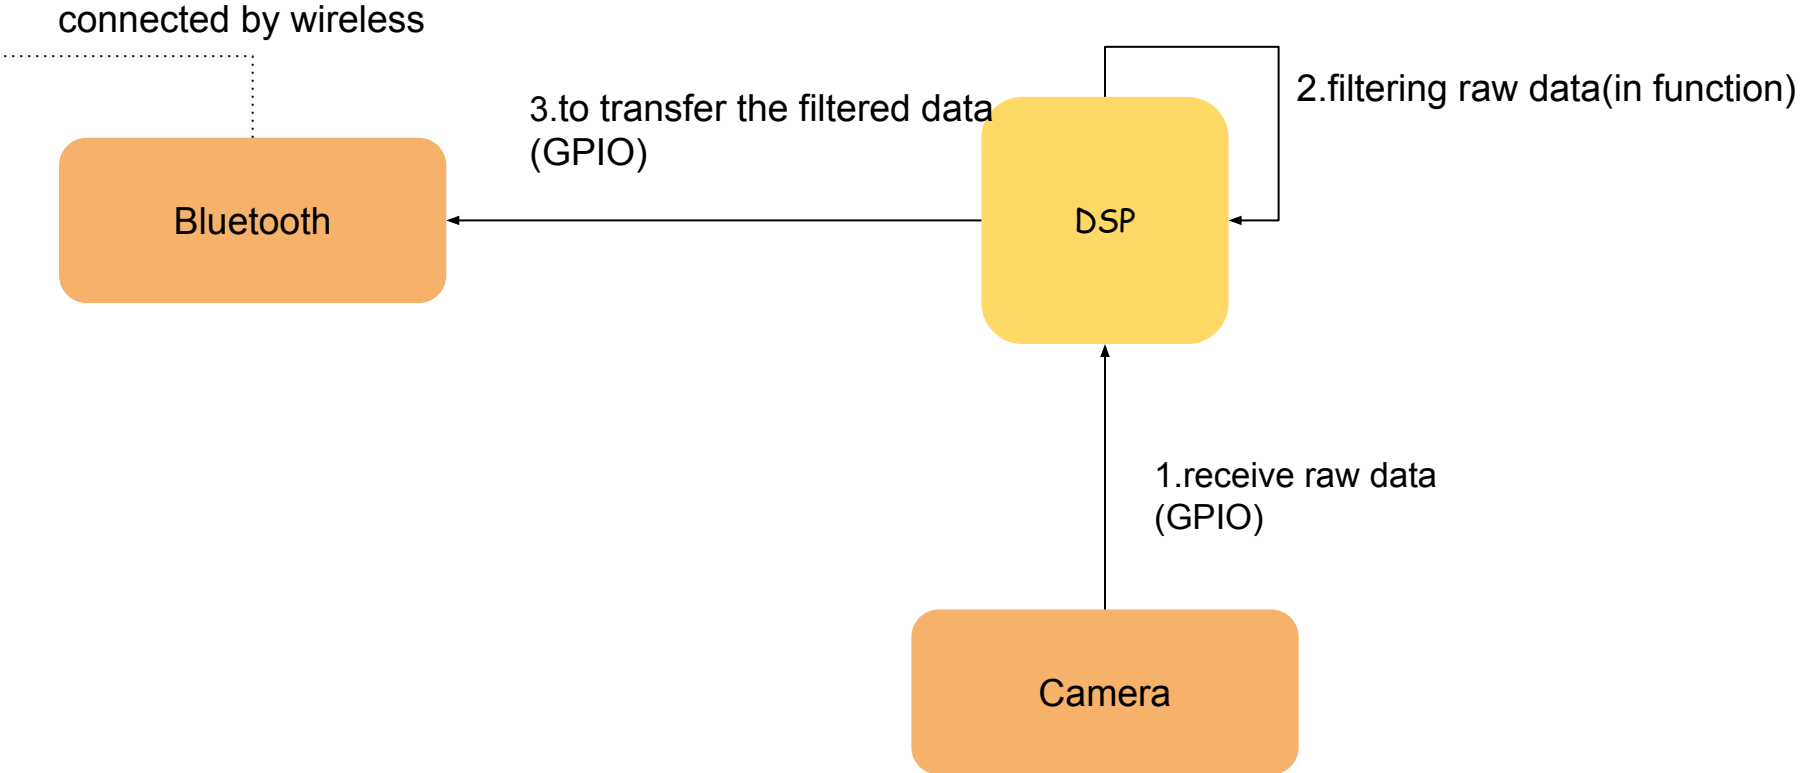 connected by wireless
2.filtering raw data(in function)
3.to transfer the filtered data
(GPIO)
Bluetooth
DSP
1.receive raw data
(GPIO)
Camera